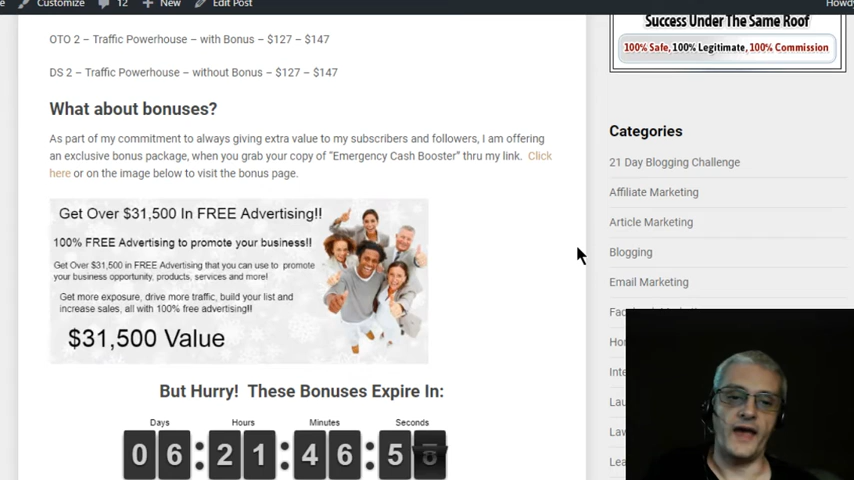 Customize
12
New
Edit Post
Howdy
OTO 2 – Traffic Powerhouse – with Bonus – $127 – $147
DS 2 – Traffic Powerhouse – without Bonus – $127 – $147
What about bonuses?
As part of my commitment to always giving extra value to my subscribers and followers, I am offering
an exclusive bonus package, when you grab your copy of "Emergency Cash Booster" thru my link. Click
here or on the image below to visit the bonus page.
Get Over $31,500 In FREE Advertising!!
100% FREE Advertising to promote your business!!
Get Over $31,500 in FREE Advertising that you can use to promote
your business opportunity, products, services and more!
Get more exposure, drive more traffic, build your list and
increase sales, all with 100% free advertising!!
$31,500 Value
But Hurry! These Bonuses Expire In:
Days Hours Minutes Seconds
06:21:46:5
Success Under The Same Roof
100% Safe, 100% Legitimate, 100% Commission
Categories
21 Day Blogging Challenge
Affiliate Marketing
Article Marketing
Blogging
Email Marketing